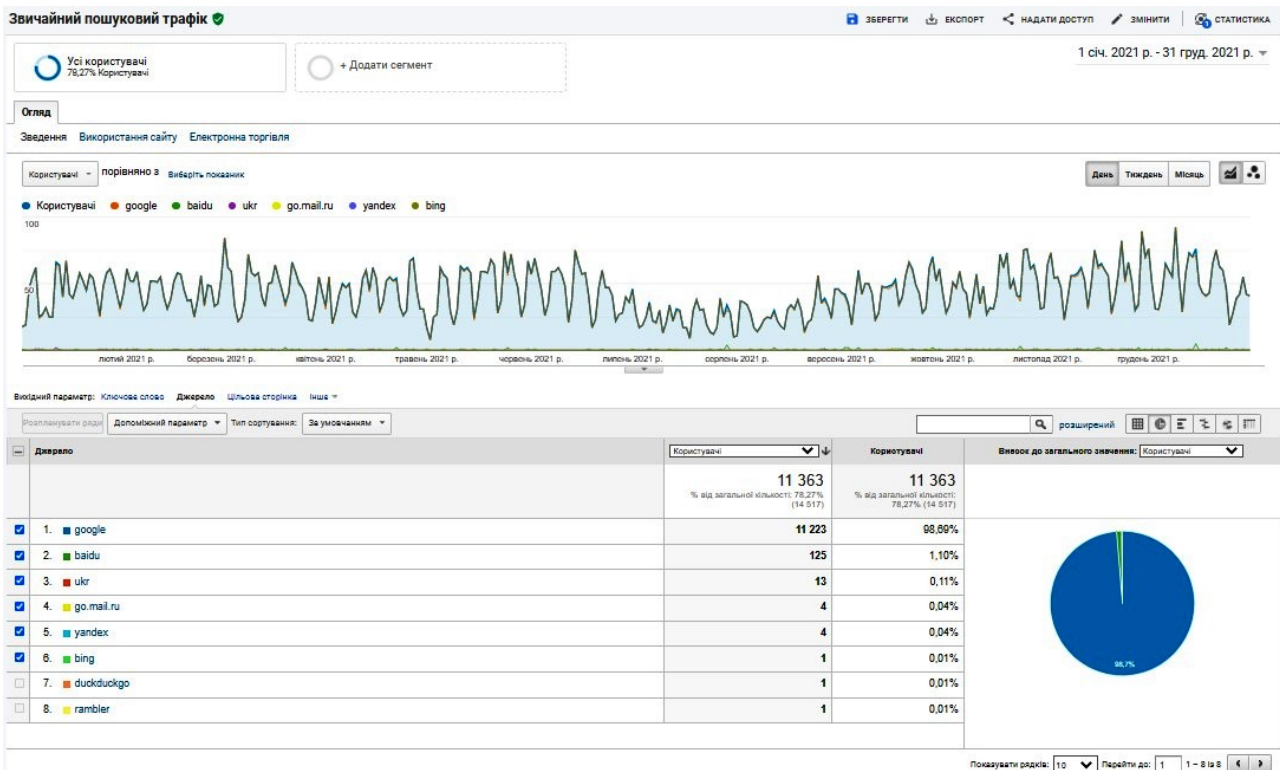 Звичайний пошуковий трафік
ЗБЕРЕГТИ ЕКСПОРТ НАДАТИ ДОСТУП ЗМІНИТИ СТАТИСТИКА
1 січ. 2021 р. - 31 груд. 2021 р.
Усі користувачі
78,27% Користувачі
+ Додати сегмент
Огляд
Зведення Використання сайту Електронна торгівля
Користувачі порівняно з Виберіть показник
День Тиждень Місяць
Користувачі google baidu ukr go.mail.ru yandex bing
100
50
лютий 2021 р. березень 2021 р. квітень 2021 р. травень 2021 р. червень 2021 р. липень 2021 р. серпень 2021 р. вересень 2021 р. жовтень 2021 р. листопад 2021 р. грудень 2021 р.
Вихідний параметр: Ключове слово Джерело Цільова сторінка Інше
Розпланувати ряди Допоміжний параметр Тип сортування: За умовчанням
розширений
Джерело Користувачі Користувачі Внесок до загального значення: Користувачі
11 363 11 363
% від загальної кількості: 78,27% (14 517) % від загальної кількості: 78,27% (14 517)
1. google 11 223 98,69%
2. baidu 125 1,10%
3. ukr 13 0,11%
4. go.mail.ru 4 0,04%
5. yandex 4 0,04%
6. bing 1 0,01%
7. duckduckgo 1 0,01%
8. rambler 1 0,01%
98,7%
Показувати рядків: 10 Перейти до: 1 1 – 8 із 8